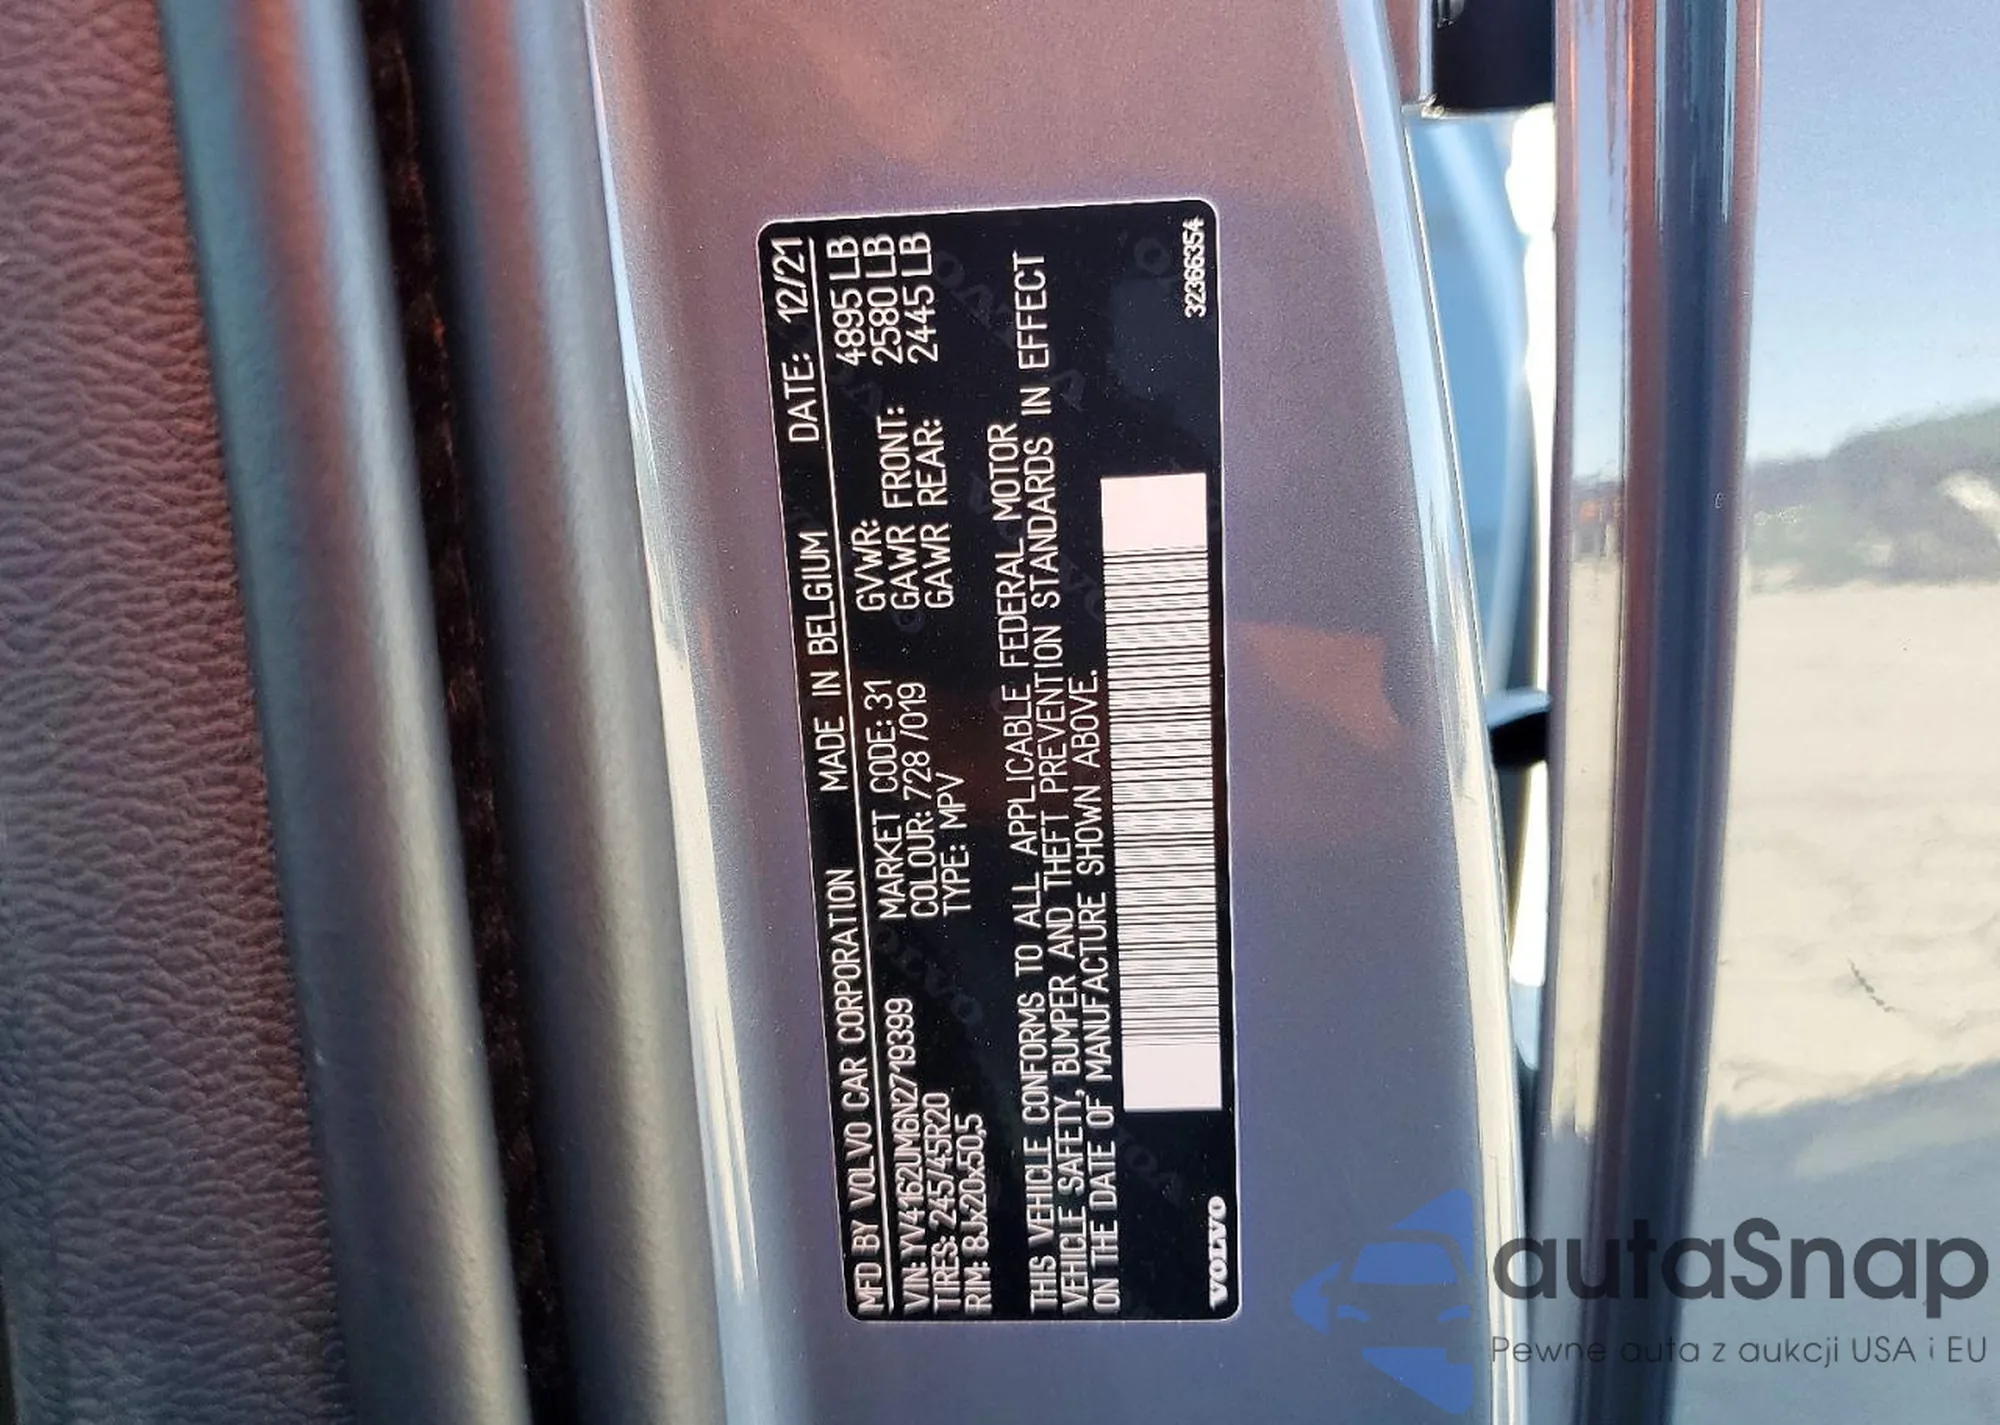 MFD BY VOLVO CAR CORPORATION MADE IN BELGIUM DATE: 12/21
VIN: YV4162UM6N2719399 MARKET CODE: 31 GVWR: 4895 LB
TIRES: 245/45R20 COLOUR: 728 /019 GAWR FRONT: 2580 LB
RIM: 8Jx20x50,5 TYPE: MPV GAWR REAR: 2445 LB
THIS VEHICLE CONFORMS TO ALL APPLICABLE FEDERAL MOTOR
VEHICLE SAFETY, BUMPER AND THEFT PREVENTION STANDARDS IN EFFECT
ON THE DATE OF MANUFACTURE SHOWN ABOVE.
VOLVO
32366354
autaSnap
Pewne auta z aukcji USA i EU